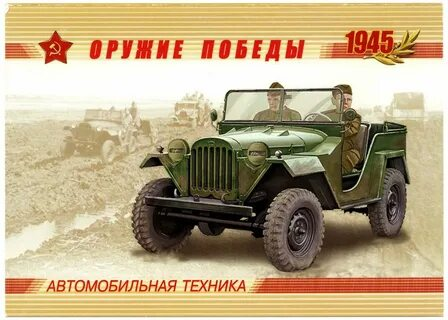 ОРУЖИЕ ПОБЕДЫ
1945
АВТОМОБИЛЬНАЯ ТЕХНИКА